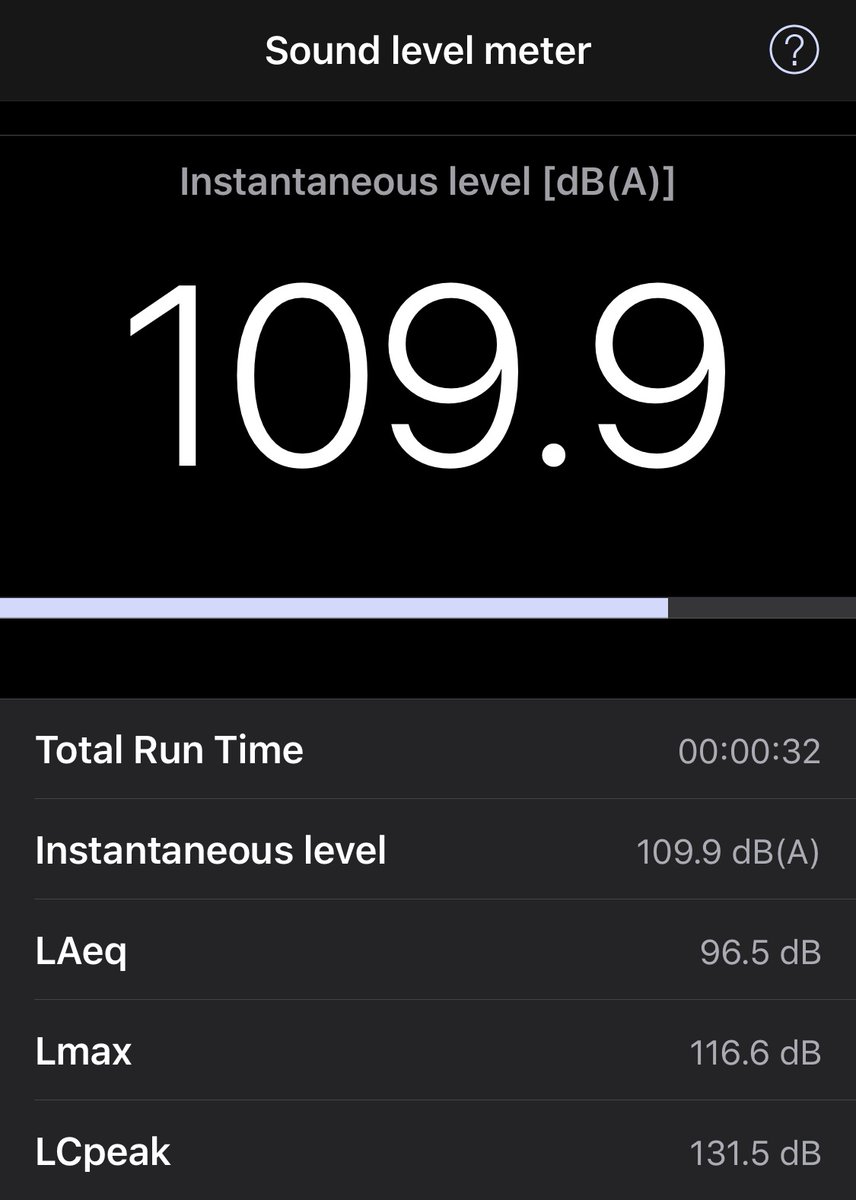 Sound level meter ?
Instantaneous level [dB(A)]
109.9
Total Run Time 00:00:32
Instantaneous level 109.9 dB(A)
LAeq 96.5 dB
Lmax 116.6 dB
LCpeak 131.5 dB